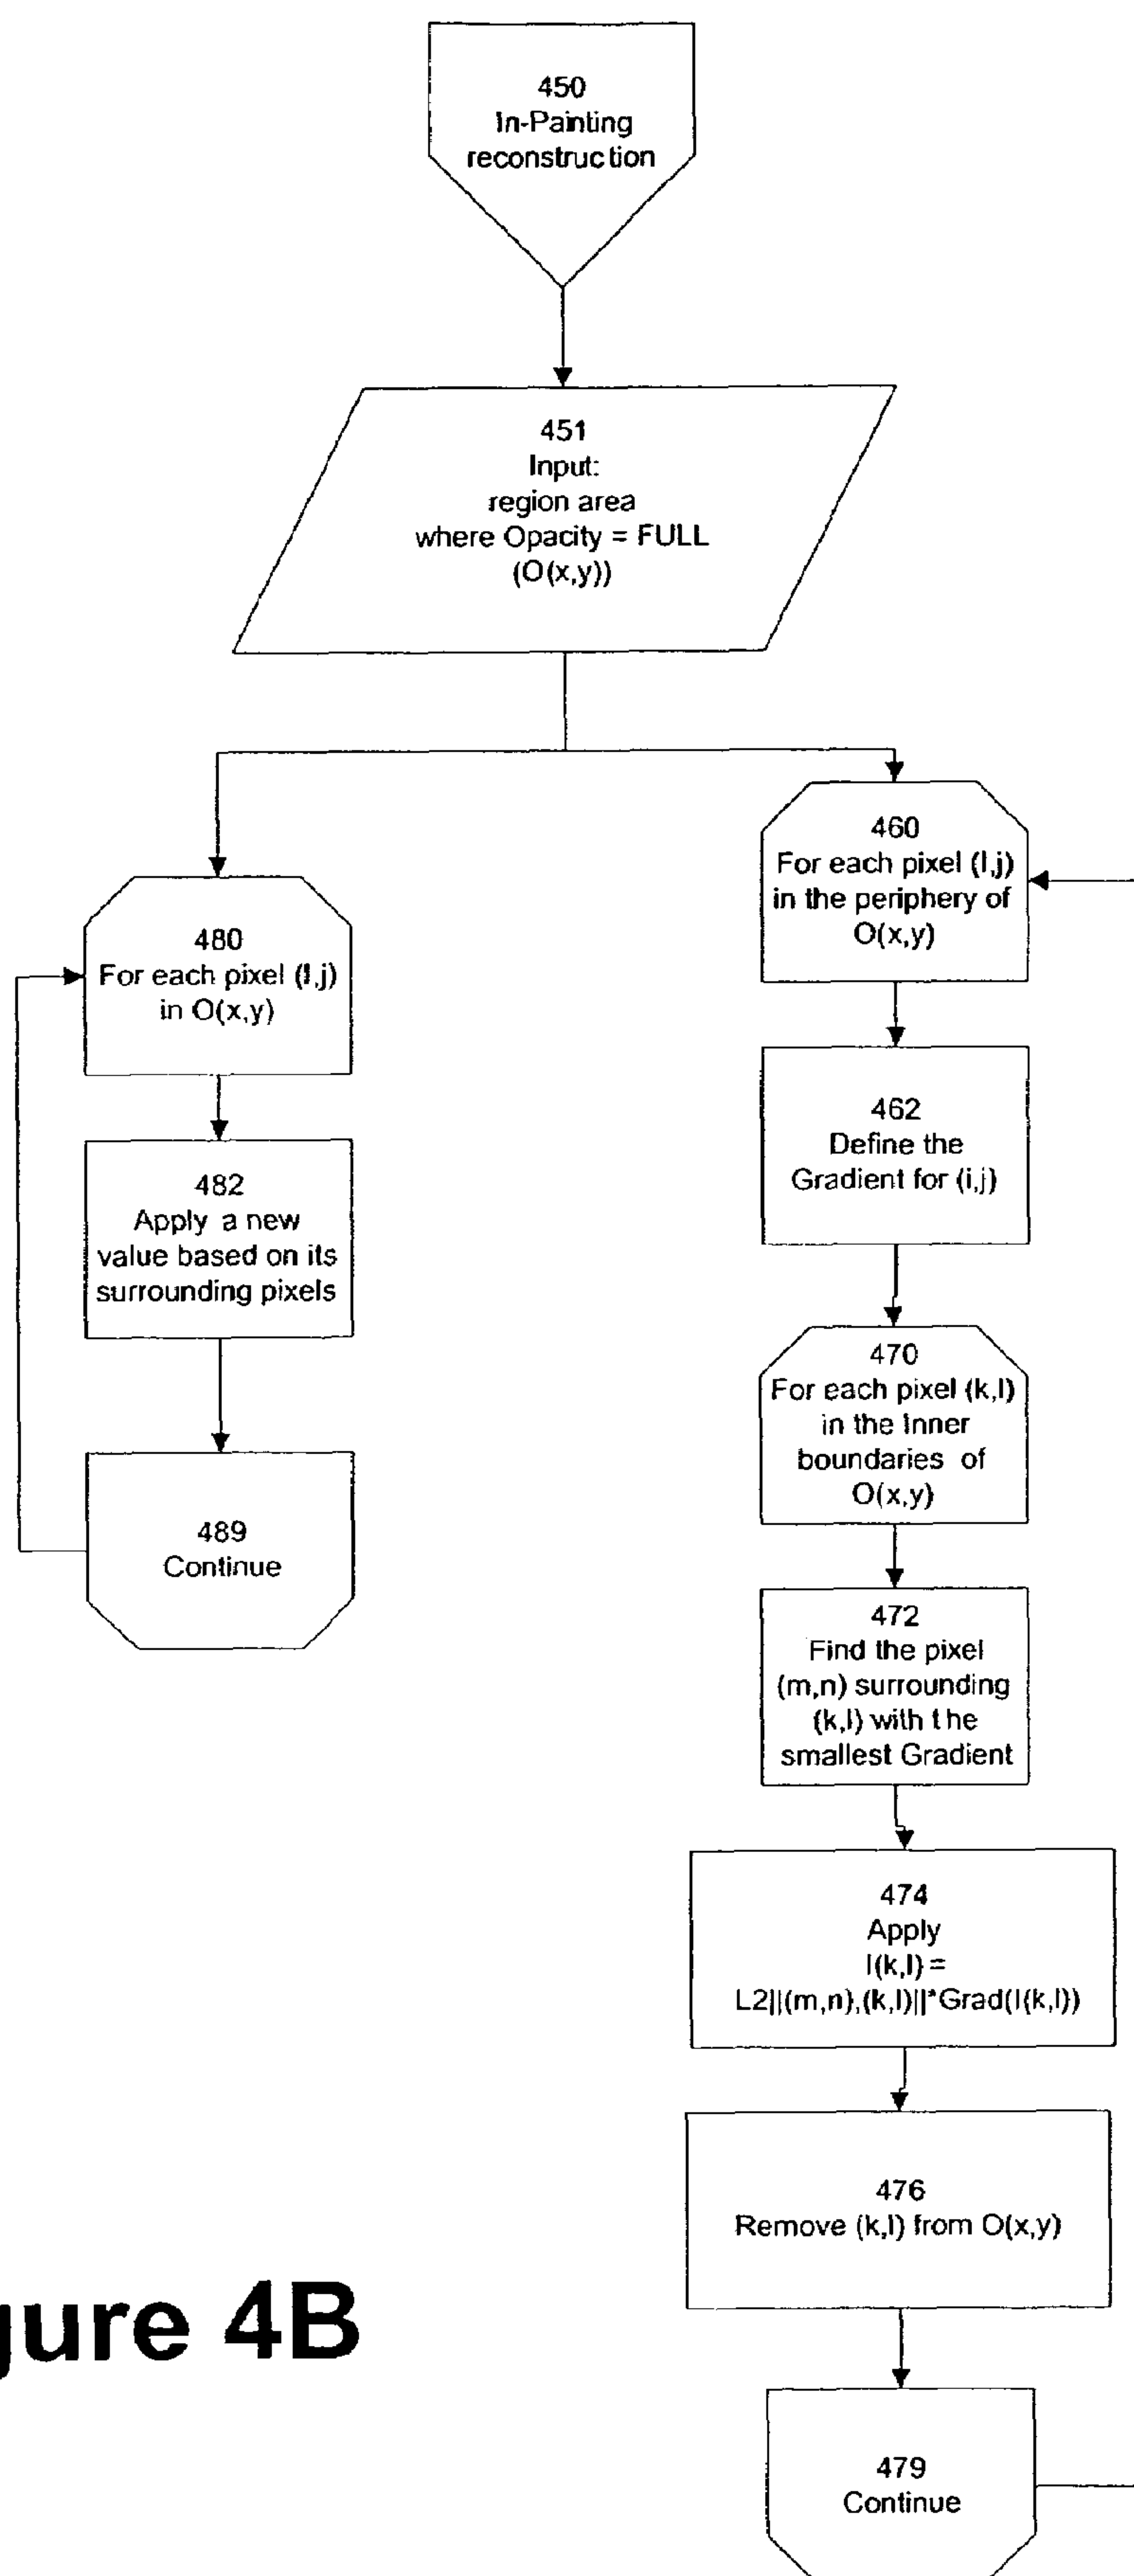 450
In-Painting
reconstruction
451
Input:
region area
where Opacity = FULL
(O(x,y))
480
For each pixel (I,j)
in O(x,y)
482
Apply a new
value based on its
surrounding pixels
489
Continue
460
For each pixel (I,j)
in the periphery of
O(x,y)
462
Define the
Gradient for (i,j)
470
For each pixel (k,l)
in the Inner
boundaries of
O(x,y)
472
Find the pixel
(m,n) surrounding
(k,l) with the
smallest Gradient
474
Apply
I(k,l) =
L2||(m,n),(k,l)||*Grad(I(k,l))
476
Remove (k,l) from O(x,y)
479
Continue
gure 4B